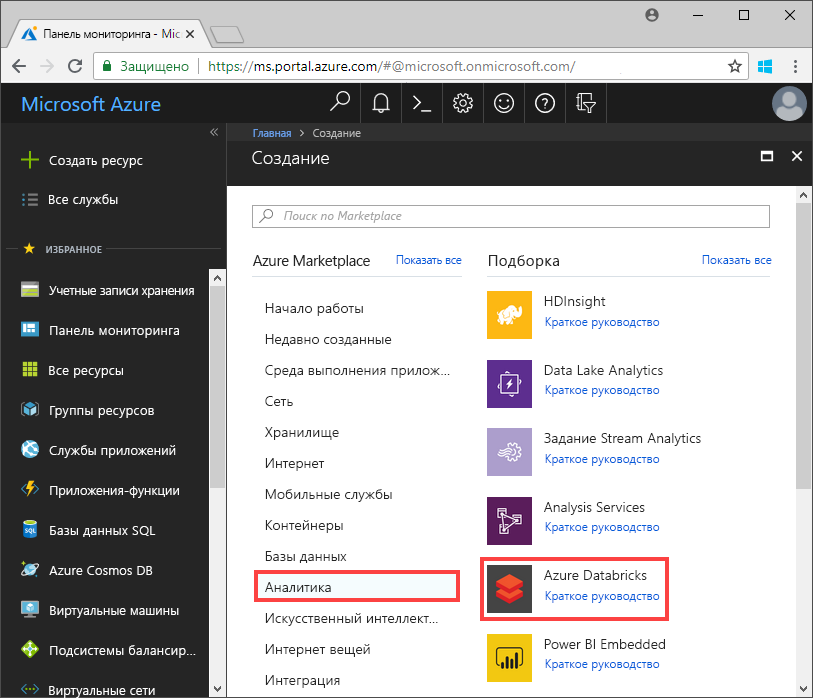 Панель мониторинга - Mic
Защищено
https://ms.portal.azure.com/#@microsoft.onmicrosoft.com/
Microsoft Azure
Создать ресурс
Все службы
ИЗБРАННОЕ
Учетные записи хранения
Панель мониторинга
Все ресурсы
Группы ресурсов
Службы приложений
Приложения-функции
SQL
Базы данных SQL
Azure Cosmos DB
Виртуальные машины
Подсистемы балансир...
Виртуальные сети
Главная > Создание
Создание
Поиск по Marketplace
Azure Marketplace
Показать все
Начало работы
Недавно созданные
Среда выполнения прилож...
Сеть
Хранилище
Интернет
Мобильные службы
Контейнеры
Базы данных
Аналитика
Искусственный интеллект...
Интернет вещей
Интеграция
Подборка
Показать все
HDInsight
Краткое руководство
Data Lake Analytics
Краткое руководство
Задание Stream Analytics
Краткое руководство
Analysis Services
Краткое руководство
Azure Databricks
Краткое руководство
Power BI Embedded
Краткое руководство